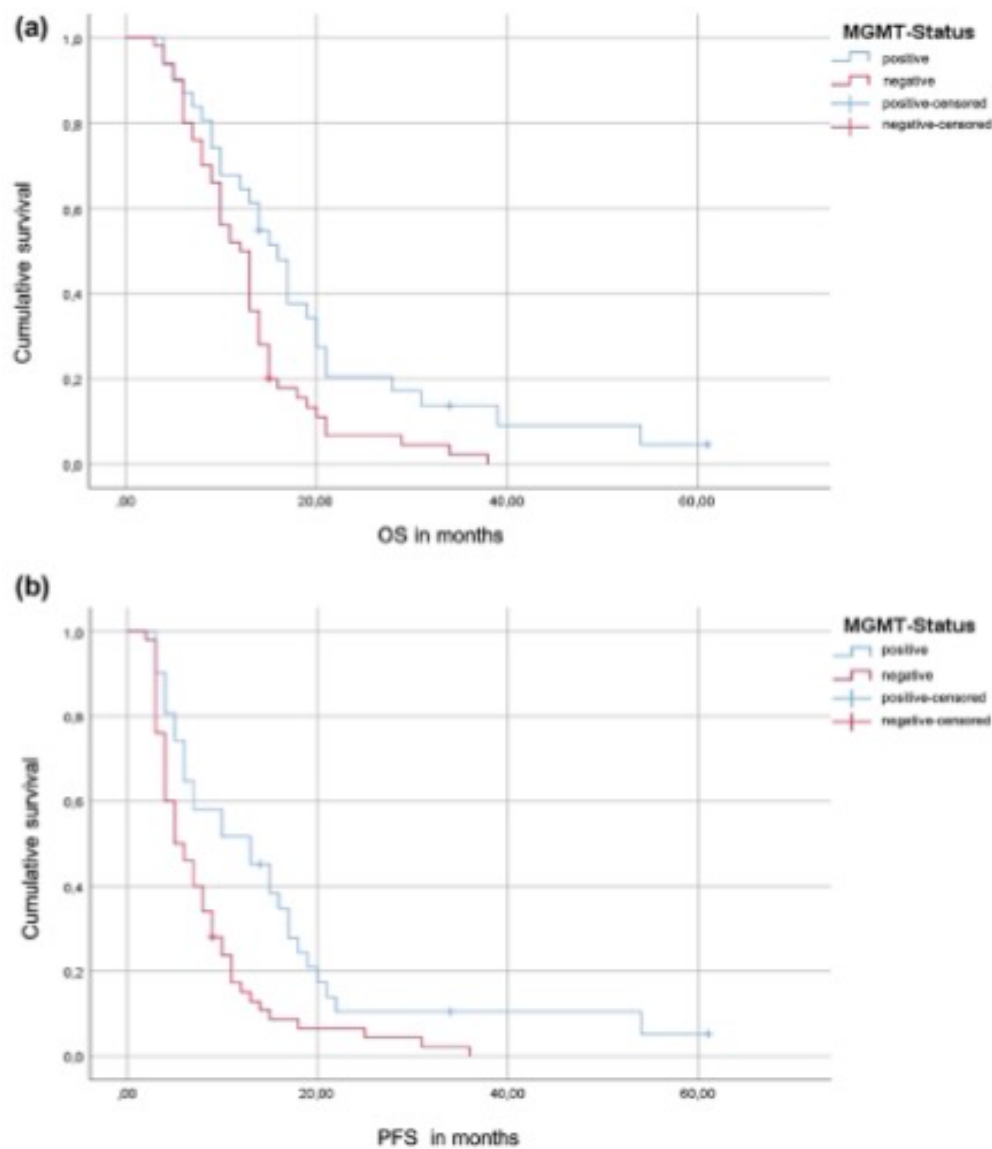 (a)
MGMT-Status
positive
negative
positive-censored
negative-censored
Cumulative survival
1,0
0,8
0,6
0,4
0,2
0,0
,00 20,00 40,00 60,00
OS in months
(b)
MGMT-Status
positive
negative
positive-censored
negative-censored
Cumulative survival
1,0
0,8
0,6
0,4
0,2
0,0
,00 20,00 40,00 60,00
PFS in months